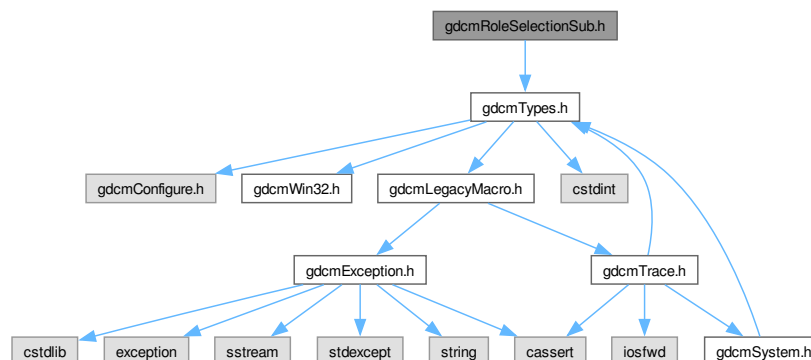 gdcmRoleSelectionSub.h
gdcmTypes.h
gdcmConfigure.h
gdcmWin32.h
gdcmLegacyMacro.h
cstdint
gdcmException.h
gdcmTrace.h
cstdlib
exception
sstream
stdexcept
string
cassert
iosfwd
gdcmSystem.h